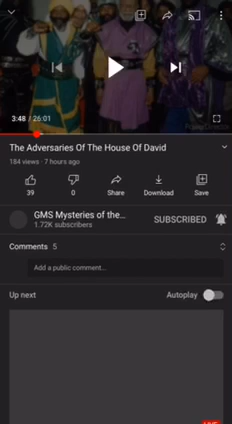 3:48 / 26:01
The Adversaries Of The House Of David
184 views · 7 hours ago
39
0
Share
Download
Save
GMS Mysteries of the...
1.72K subscribers
SUBSCRIBED
Comments 5
Add a public comment...
Up next
Autoplay
LIVE